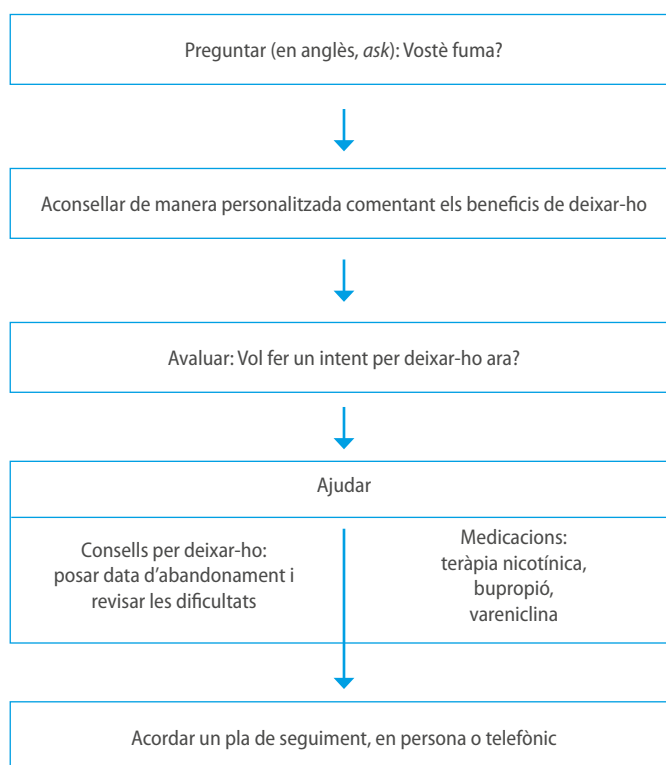 Preguntar (en anglès, ask): Vostè fuma?
Aconsellar de manera personalitzada comentant els beneficis de deixar-ho
Avaluar: Vol fer un intent per deixar-ho ara?
Ajudar
Consells per deixar-ho:
posar data d’abandonament i
revisar les dificultats
Medicacions:
teràpia nicotínica,
bupropió,
vareniclina
Acordar un pla de seguiment, en persona o telefònic